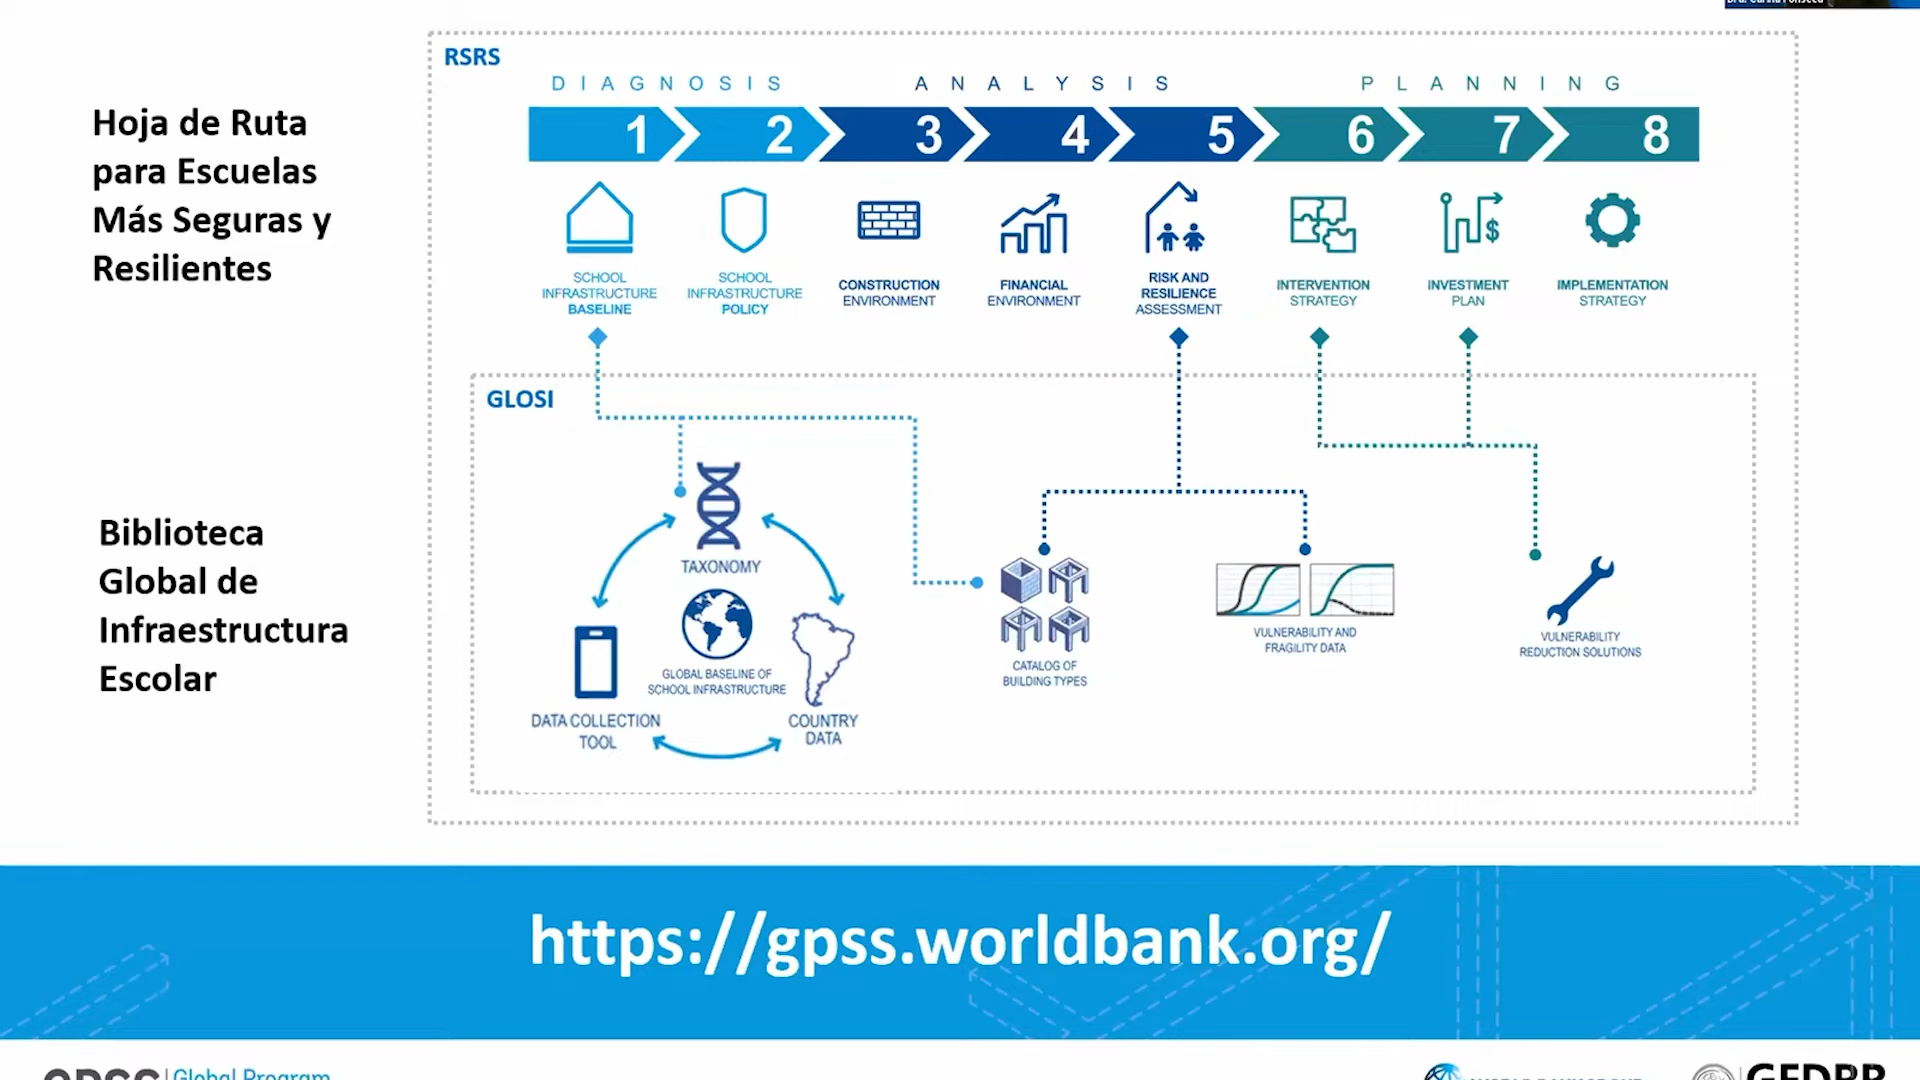 RSRS
DIAGNOSIS
ANALYSIS
PLANNING
Hoja de Ruta
para Escuelas
Más Seguras y
Resilientes
1
2
3
4
5
6
7
8
SCHOOL
INFRASTRUCTURE
BASELINE
SCHOOL
INFRASTRUCTURE
POLICY
CONSTRUCTION
ENVIRONMENT
FINANCIAL
ENVIRONMENT
RISK AND
RESILIENCE
ASSESSMENT
INTERVENTION
STRATEGY
$
INVESTMENT
PLAN
IMPLEMENTATION
STRATEGY
GLOSI
Biblioteca
Global de
Infraestructura
Escolar
TAXONOMY
GLOBAL BASELINE OF
SCHOOL INFRASTRUCTURE
DATA COLLECTION
TOOL
COUNTRY
DATA
CATALOG OF
BUILDING TYPES
VULNERABILITY AND
FRAGILITY DATA
VULNERABILITY
REDUCTION SOLUTIONS
https://gpss.worldbank.org/
GPSS
Global Program
GFDRR